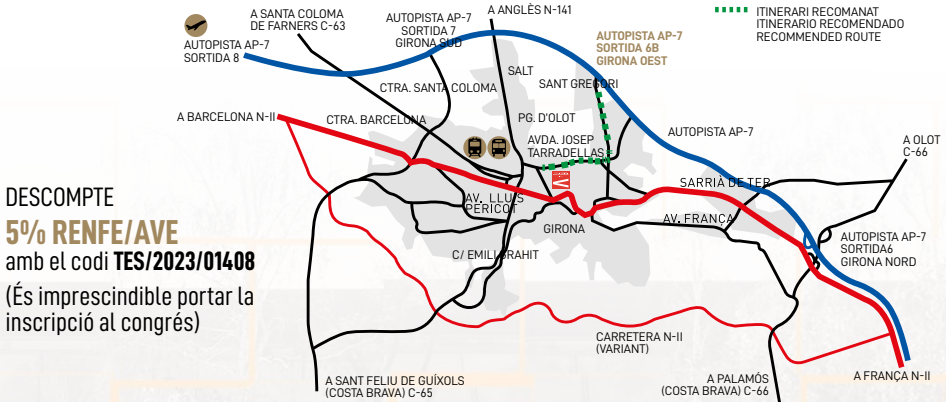 A SANTA COLOMA
DE FARNERS C-63
AUTOPISTA AP-7
SORTIDA 8
AUTOPISTA AP-7
SORTIDA 7
GIRONA SUD
A ANGLÈS N-141
ITINERARI RECOMANAT
ITINERARIO RECOMENDADO
RECOMMENDED ROUTE
AUTOPISTA AP-7
SORTIDA 6B
GIRONA OEST
SALT
SANT GREGORI
CTRA. SANTA COLOMA
A BARCELONA N-II
CTRA. BARCELONA
PG. D'OLOT
AVDA. JOSEP
TARRADELLAS
AUTOPISTA AP-7
A OLOT
C-66
SARRIÀ DE TER
AV. LLUÍS
PERICOT
GIRONA
AV. FRANÇA
C/ EMILI GRAHIT
AUTOPISTA AP-7
SORTIDA6
GIRONA NORD
DESCOMPTE
5% RENFE/AVE
amb el codi TES/2023/01408
(És imprescindible portar la
inscripció al congrés)
CARRETERA N-II
(VARIANT)
A SANT FELIU DE GUÍXOLS
(COSTA BRAVA) C-65
A PALAMÓS
(COSTA BRAVA) C-66
A FRANÇA N-II